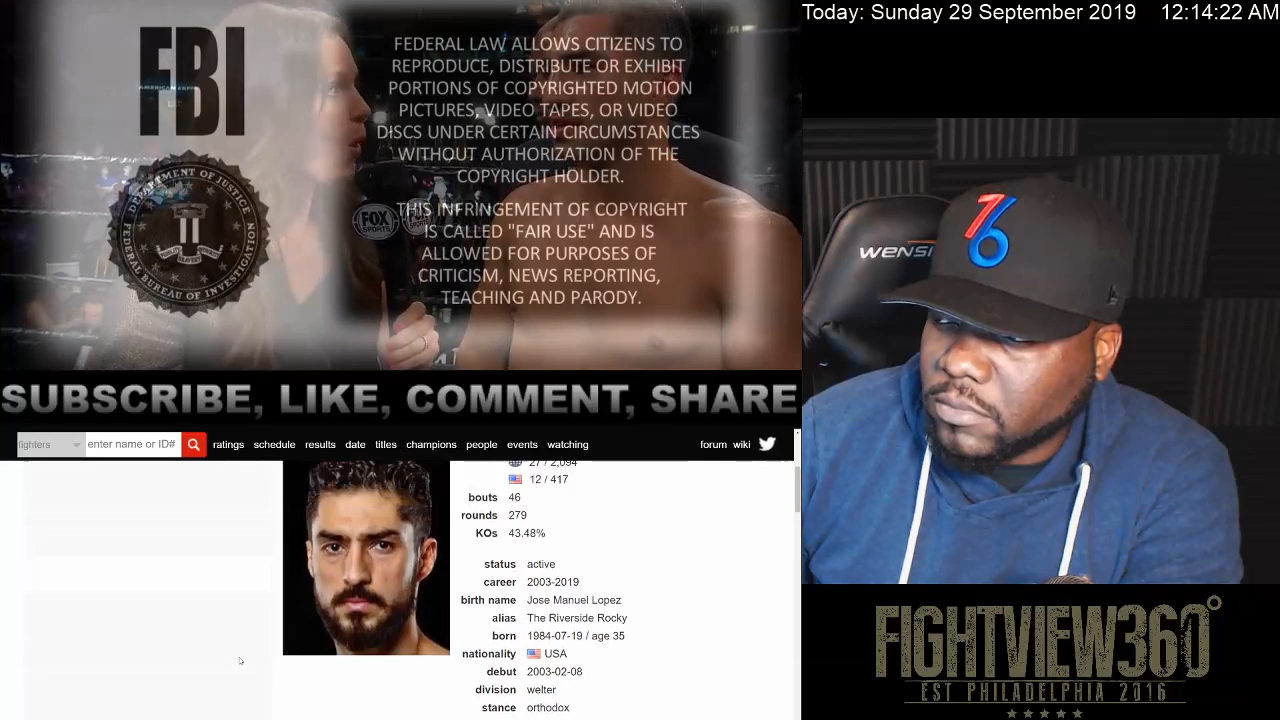 Today: Sunday 29 September 2019 12:14:22 AM
FBI
DEPARTMENT OF JUSTICE
FEDERAL BUREAU OF INVESTIGATION
FEDERAL LAW ALLOWS CITIZENS TO
REPRODUCE, DISTRIBUTE OR EXHIBIT
PORTIONS OF COPYRIGHTED MOTION
PICTURES, VIDEO TAPES, OR VIDEO
DISCS UNDER CERTAIN CIRCUMSTANCES
WITHOUT AUTHORIZATION OF THE
COPYRIGHT HOLDER.
THIS INFRINGEMENT OF COPYRIGHT
IS CALLED "FAIR USE" AND IS
ALLOWED FOR PURPOSES OF
CRITICISM, NEWS REPORTING,
TEACHING AND PARODY.
FOX
SPORTS
76
WENSI
SUBSCRIBE, LIKE, COMMENT, SHARE
fighters enter name or ID# ratings schedule results date titles champions people events watching forum wiki
27 / 2,094
12 / 417
bouts 46
rounds 279
KOs 43.48%
status active
career 2003-2019
birth name Jose Manuel Lopez
alias The Riverside Rocky
born 1984-07-19 / age 35
nationality USA
debut 2003-02-08
division welter
stance orthodox
FIGHTVIEW360°
EST PHILADELPHIA 2016